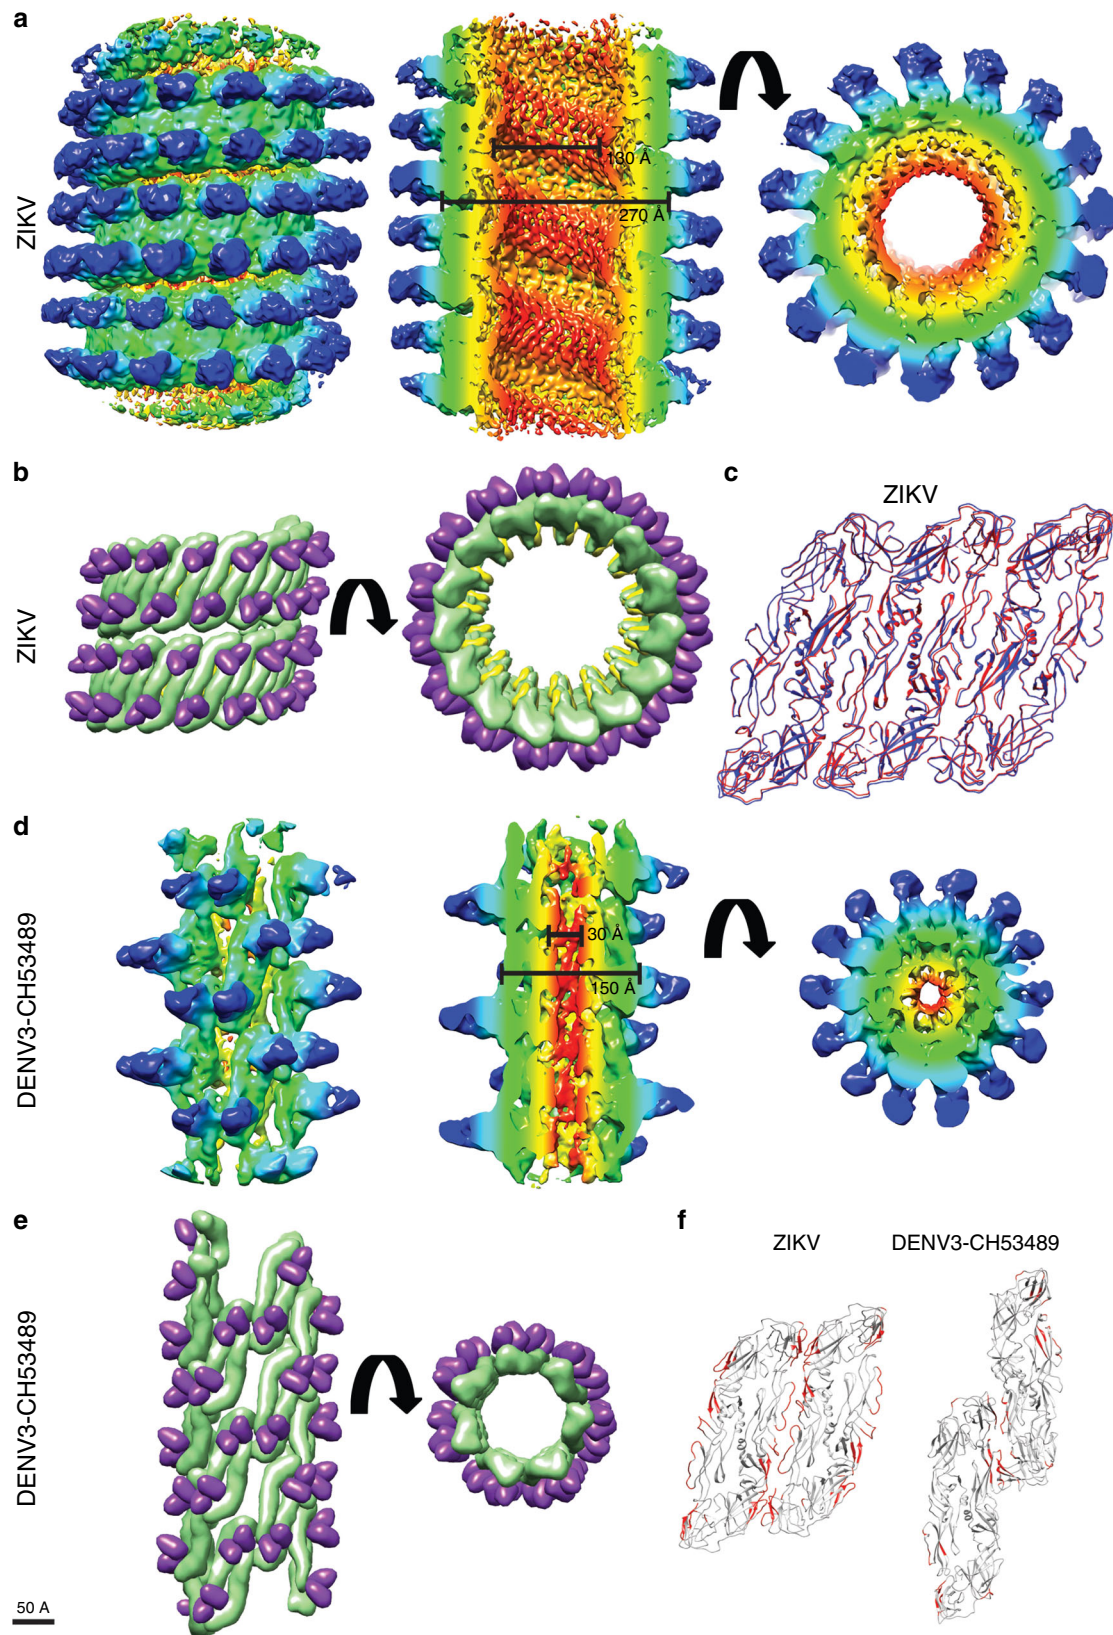 a
ZIKV
130 Å
270 Å
b
ZIKV
c
ZIKV
d
DENV3-CH53489
30 Å
150 Å
e
DENV3-CH53489
f
ZIKV
DENV3-CH53489
50 A